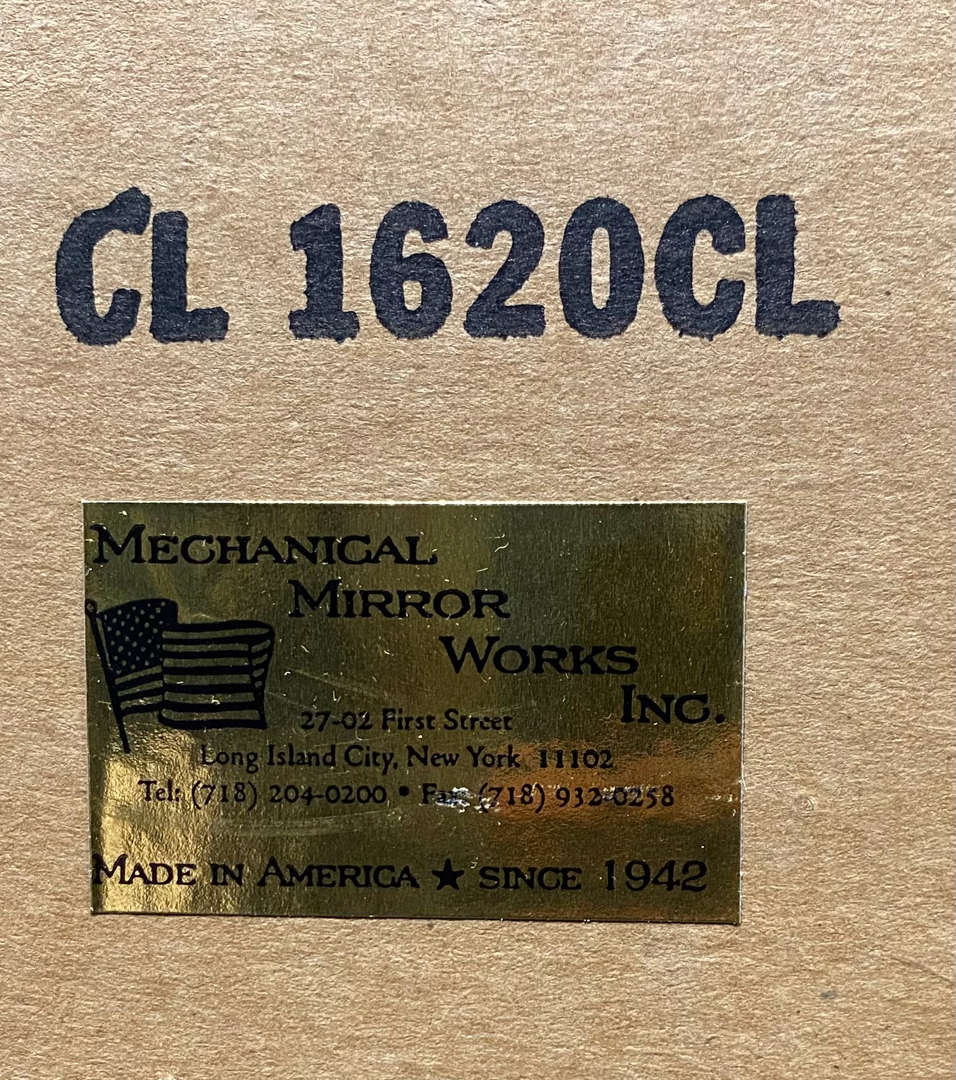 CL 1620CL
MECHANICAL
MIRROR
WORKS
INC.
27-02 First Street
Long Island City, New York 11102
Tel: (718) 204-0200 • Fax: (718) 932-0258
MADE IN AMERICA ★ SINCE 1942